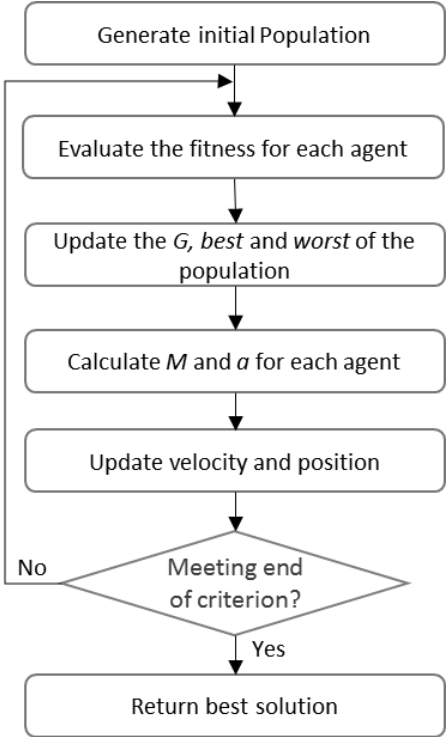 Generate initial Population
Evaluate the fitness for each agent
Update the G, best and worst of the
population
Calculate M and a for each agent
Update velocity and position
Meeting end
of criterion?
No
Yes
Return best solution